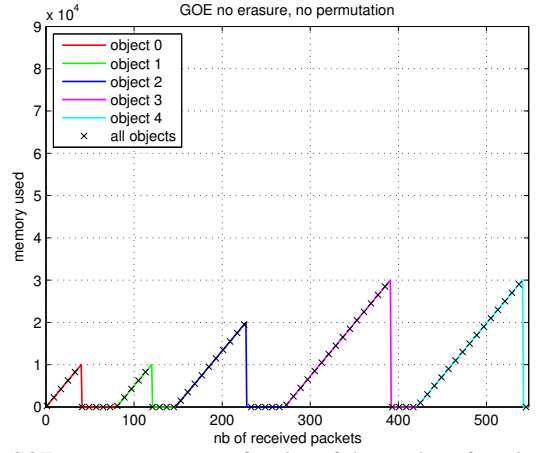 GOE no erasure, no permutation
x 10^4
9
8
7
6
5
4
3
2
1
0
memory used
object 0
object 1
object 2
object 3
object 4
all objects
0 100 200 300 400 500
nb of received packets